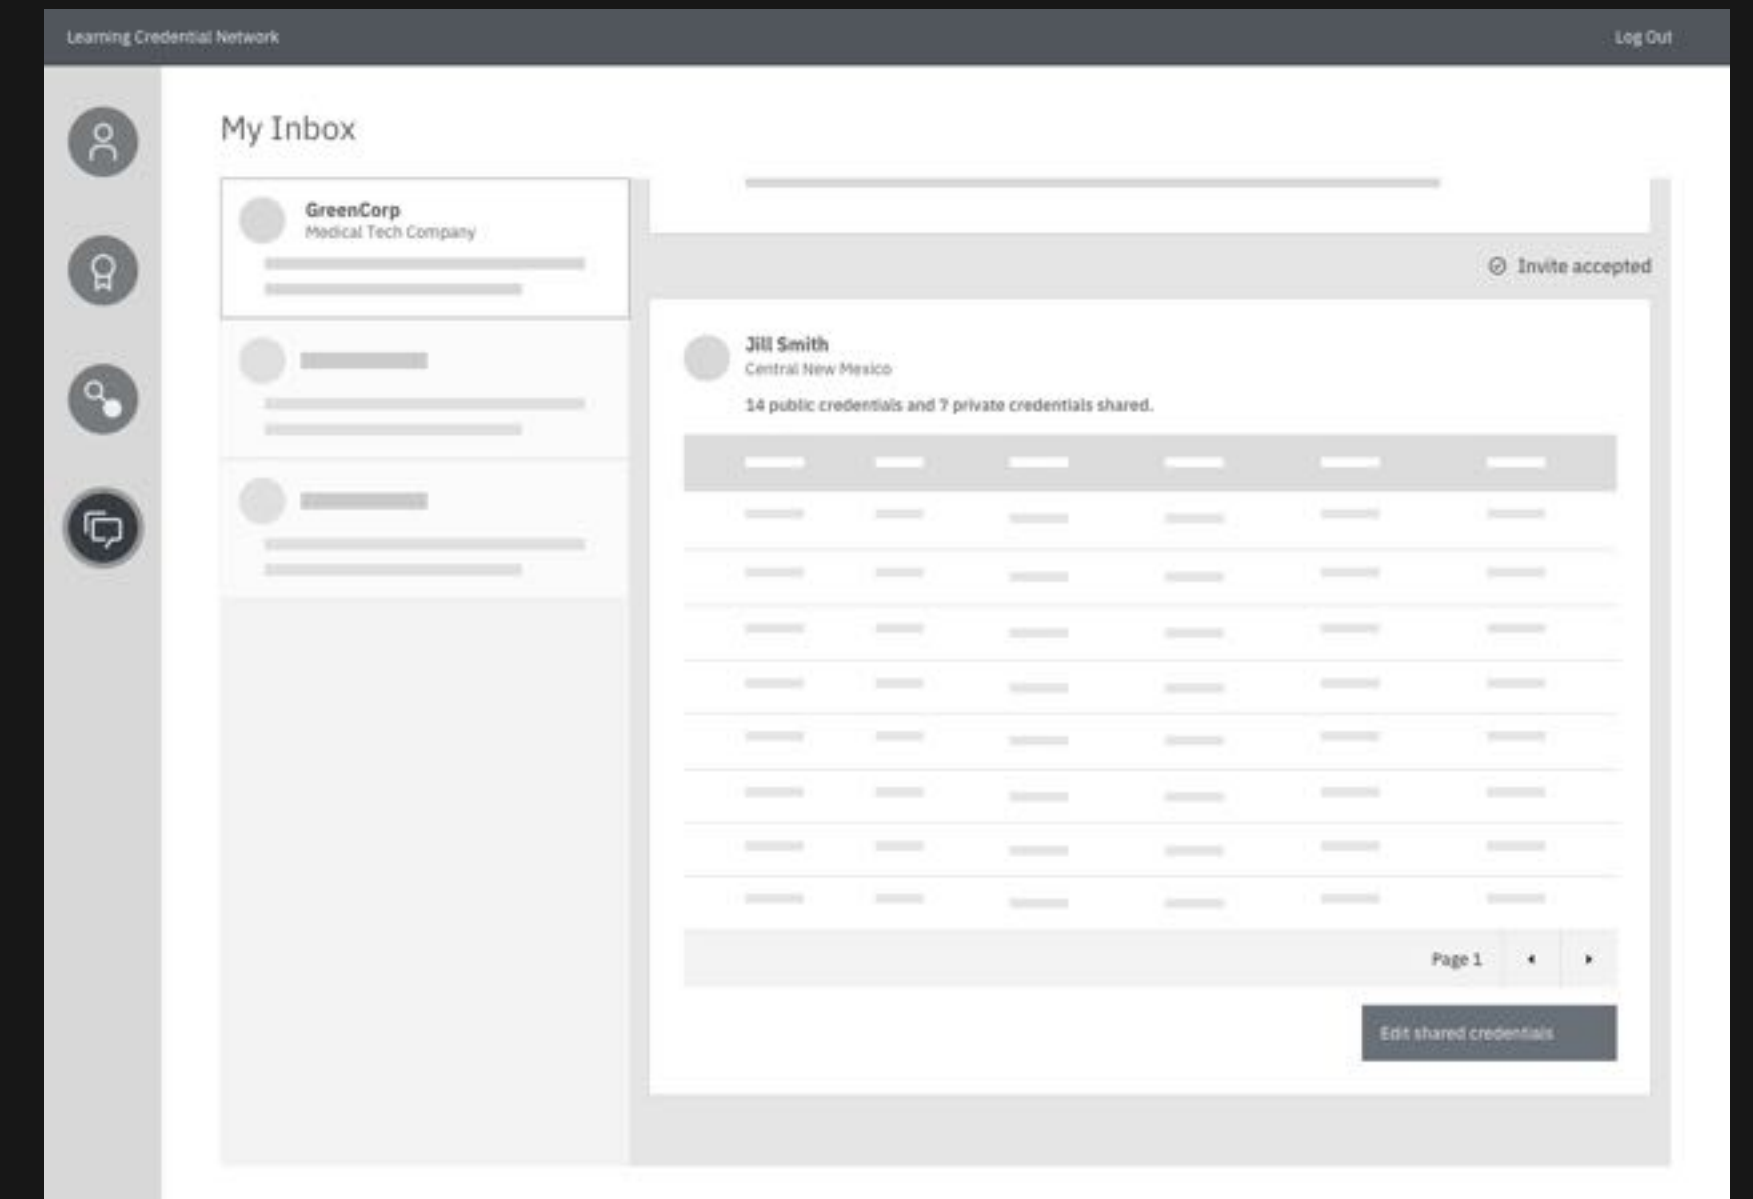 Learning Credential Network
Log Out
My Inbox
GreenCorp
Medical Tech Company
Invite accepted
Jill Smith
Central New Mexico
14 public credentials and 7 private credentials shared.
Page 1
Edit shared credentials